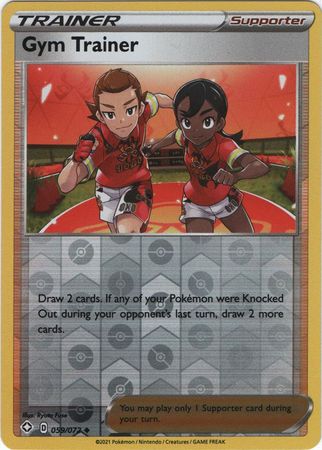 TRAINER Supporter
Gym Trainer
Draw 2 cards. If any of your Pokémon were Knocked
Out during your opponent's last turn, draw 2 more
cards.
Illus. Ryuta Fuse
D 059/072
You may play only 1 Supporter card during
your turn.
©2021 Pokémon / Nintendo / Creatures / GAME FREAK